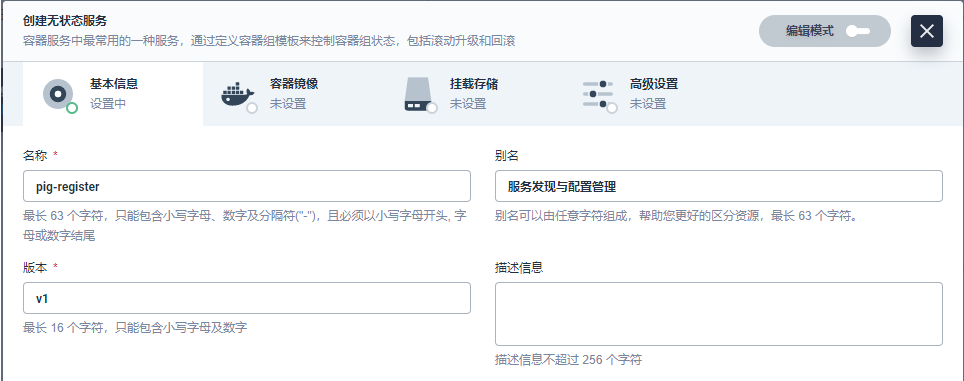 创建无状态服务
容器服务中最常用的一种服务，通过定义容器组模板来控制容器组状态，包括滚动升级和回滚
编辑模式
基本信息
设置中
容器镜像
未设置
挂载存储
未设置
高级设置
未设置
名称 *
别名
pig-register
服务发现与配置管理
最长 63 个字符，只能包含小写字母、数字及分隔符("-")，且必须以小写字母开头, 字
母或数字结尾
别名可以由任意字符组成，帮助您更好的区分资源，最长 63 个字符。
版本 *
描述信息
v1
最长 16 个字符，只能包含小写字母及数字
描述信息不超过 256 个字符